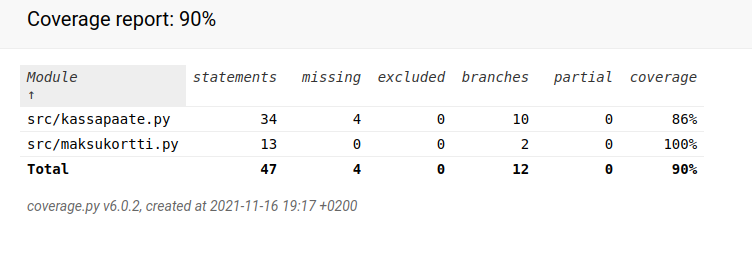 Coverage report: 90%
Module statements missing excluded branches partial coverage
↑
src/kassapaate.py 34 4 0 10 0 86%
src/maksukortti.py 13 0 0 2 0 100%
Total 47 4 0 12 0 90%
coverage.py v6.0.2, created at 2021-11-16 19:17 +0200